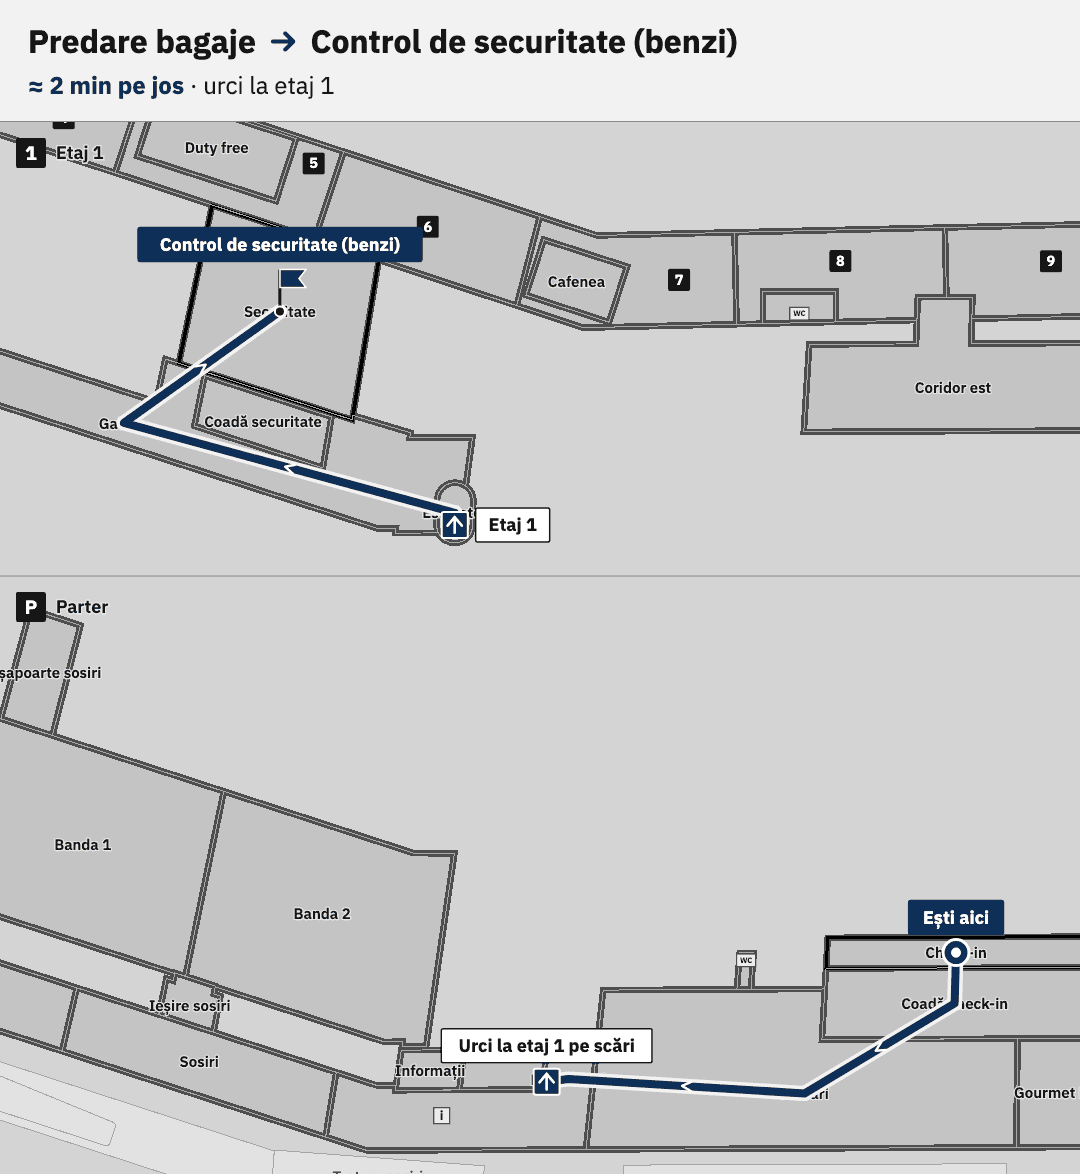 Predare bagaje → Control de securitate (benzi)
≈ 2 min pe jos · urci la etaj 1
1 Etaj 1
Duty free
5
6
Control de securitate (benzi)
Cafenea
7
8
9
WC
Coridor est
Coadă securitate
Etaj 1
P Parter
sapoarte sosiri
Banda 1
Banda 2
Ești aici
WC
Ieșire sosiri
Urci la etaj 1 pe scări
Sosiri
Informații
i
Gourmet